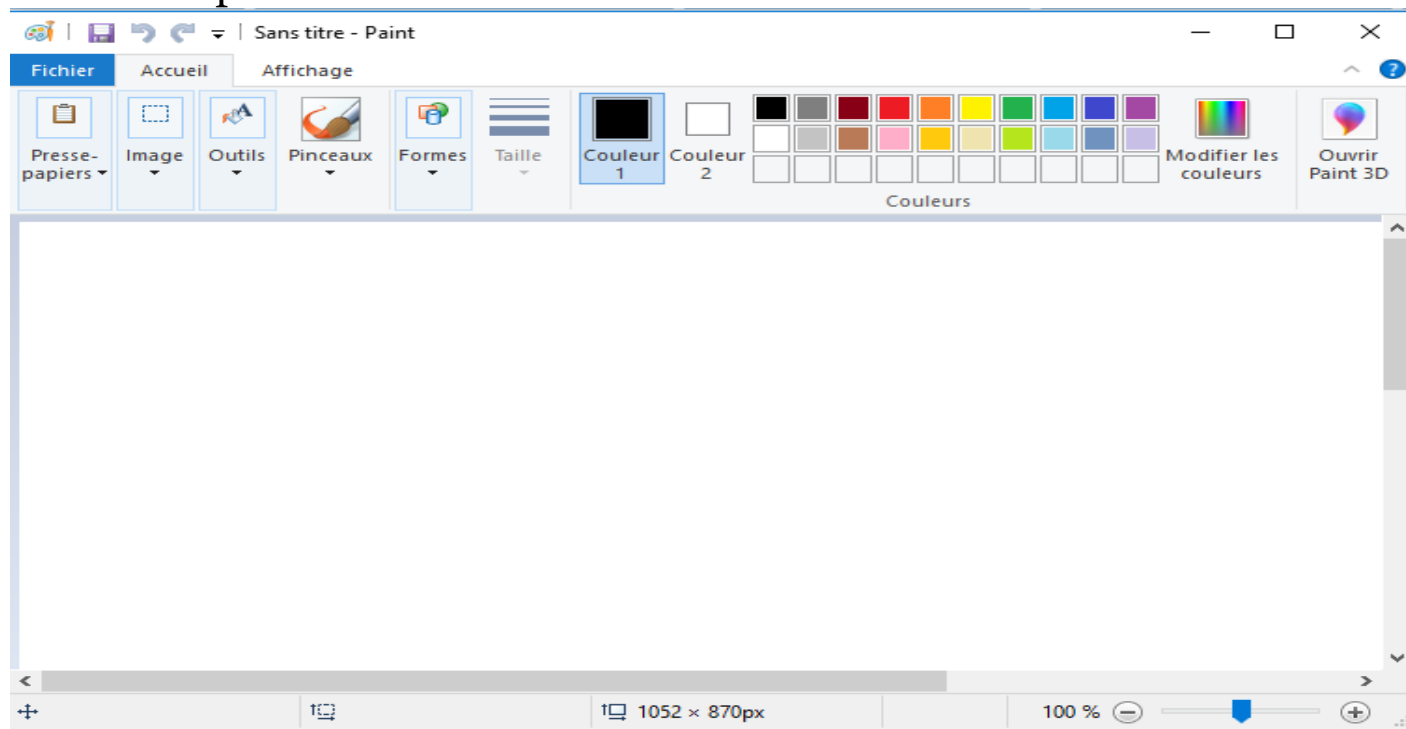 Sans titre - Paint
Fichier Accueil Affichage
Presse-papiers Image Outils Pinceaux Formes Taille Couleur 1 Couleur 2 Modifier les couleurs Ouvrir Paint 3D
Couleurs
1052 × 870px 100 %